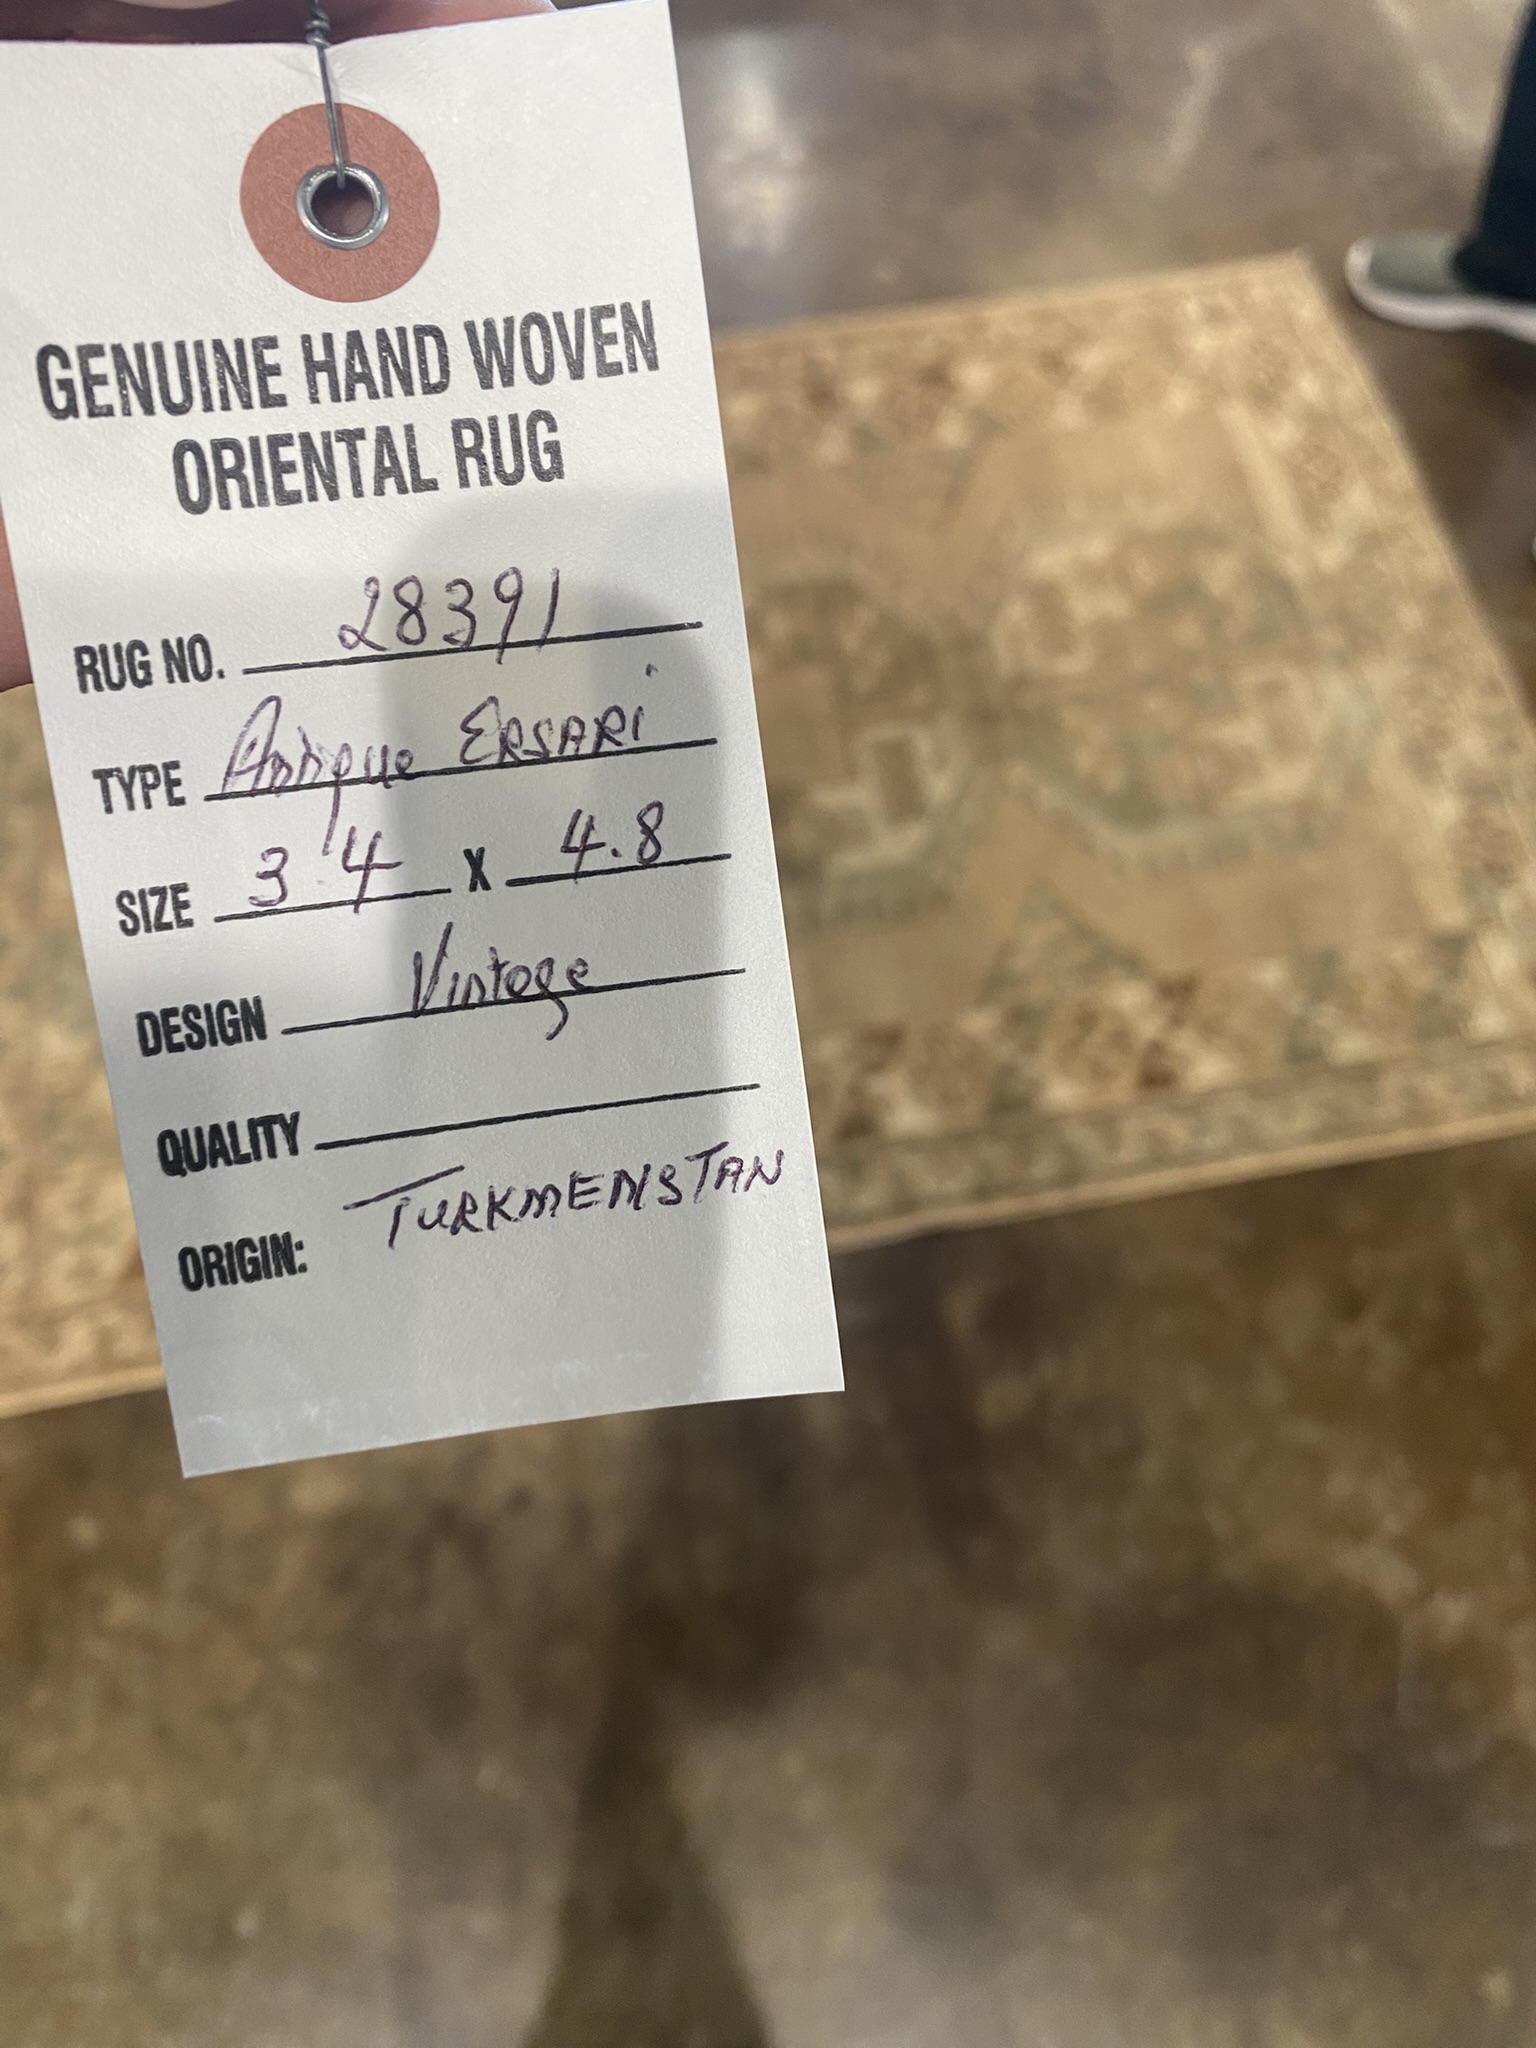 GENUINE HAND WOVEN
ORIENTAL RUG
RUG NO. 28391
TYPE Antique ERSARI
SIZE 3.4 X 4.8
DESIGN Vintage
QUALITY
ORIGIN: TURKMENSTAN